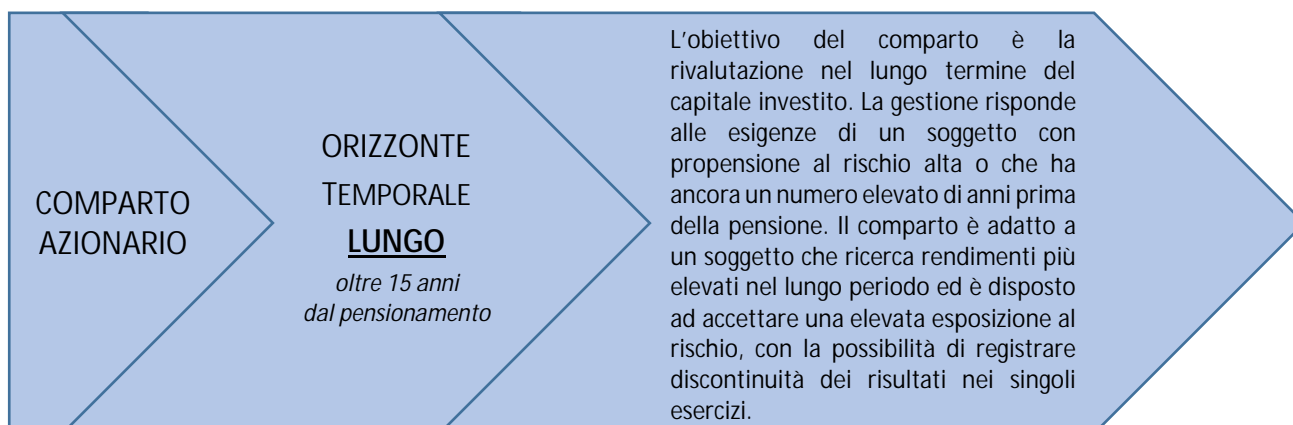 COMPARTO
AZIONARIO
ORIZZONTE
TEMPORALE
LUNGO
oltre 15 anni
dal pensionamento
L'obiettivo del comparto è la
rivalutazione nel lungo termine del
capitale investito. La gestione risponde
alle esigenze di un soggetto con
propensione al rischio alta o che ha
ancora un numero elevato di anni prima
della pensione. Il comparto è adatto a
un soggetto che ricerca rendimenti più
elevati nel lungo periodo ed è disposto
ad accettare una elevata esposizione al
rischio, con la possibilità di registrare
discontinuità dei risultati nei singoli
esercizi.